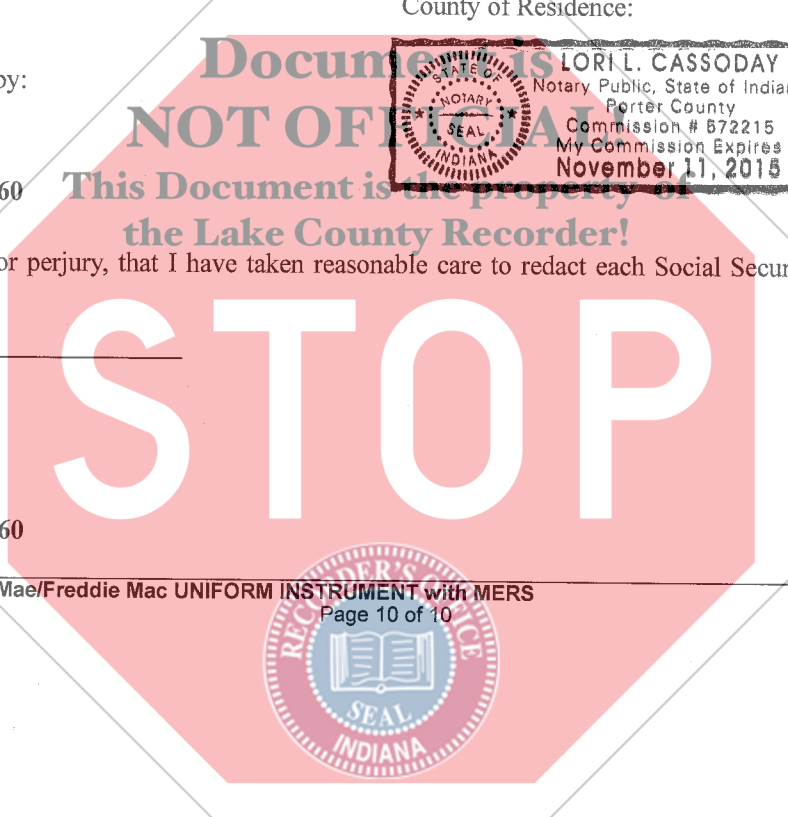 County of Residence:
by:
Document is
NOT OFFICIAL!
This Document is the property of
the Lake County Recorder!
STATE OF
NOTARY
SEAL
INDIANA
LORI L. CASSODAY
Notary Public, State of Indiana
Porter County
Commission # 572215
My Commission Expires
November 11, 2015
60
or perjury, that I have taken reasonable care to redact each Social Secur
STOP
60
Mae/Freddie Mac UNIFORM INSTRUMENT with MERS
Page 10 of 10
RECORDER'S OFFICE
SEAL
INDIANA